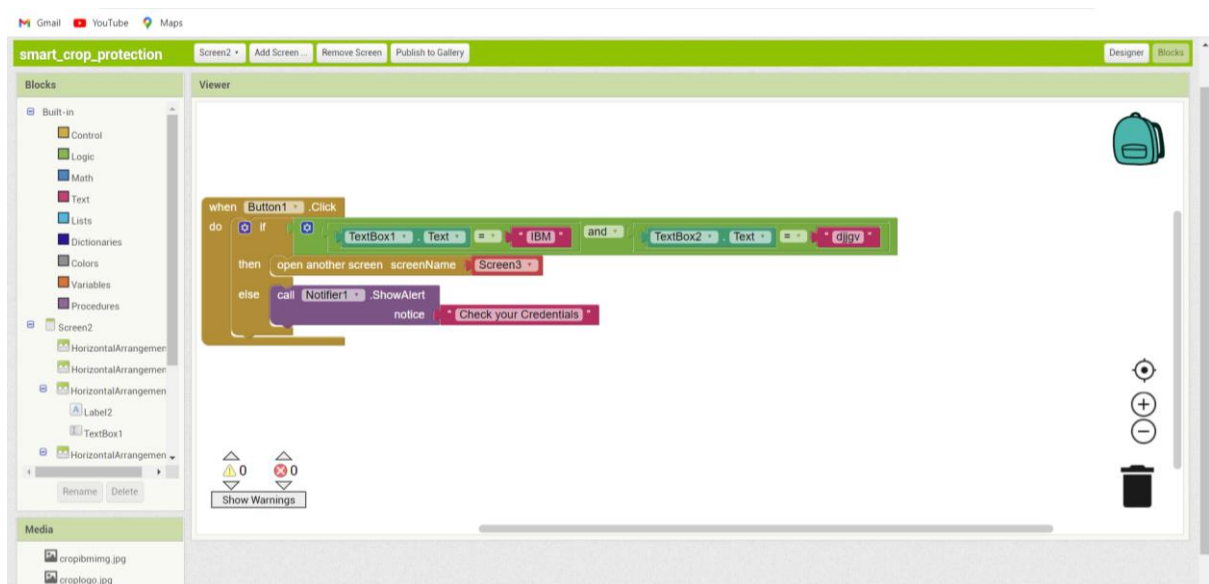 Gmail YouTube Maps
smart_crop_protection Screen2 Add Screen ... Remove Screen Publish to Gallery Designer Blocks
Blocks
Viewer
Built-in
Control
Logic
Math
Text
Lists
Dictionaries
Colors
Variables
Procedures
Screen2
HorizontalArrangemen
HorizontalArrangemen
HorizontalArrangemen
Label2
TextBox1
HorizontalArrangemen
Rename Delete
Media
cropibmimg.jpg
croplogo.jpg
when Button1 .Click
do if TextBox1 . Text = " IBM " and TextBox2 . Text = " djjgv "
then open another screen screenName Screen3
else call Notifier1 .ShowAlert
notice " Check your Credentials "
0 0
Show Warnings